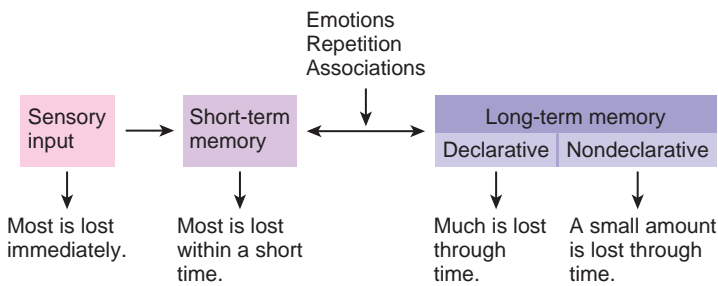 Emotions
Repetition
Associations
Sensory
input
Short-term
memory
Long-term memory
Declarative
Nondeclarative
Most is lost
immediately.
Most is lost
within a short
time.
Much is lost
through
time.
A small amount
is lost through
time.